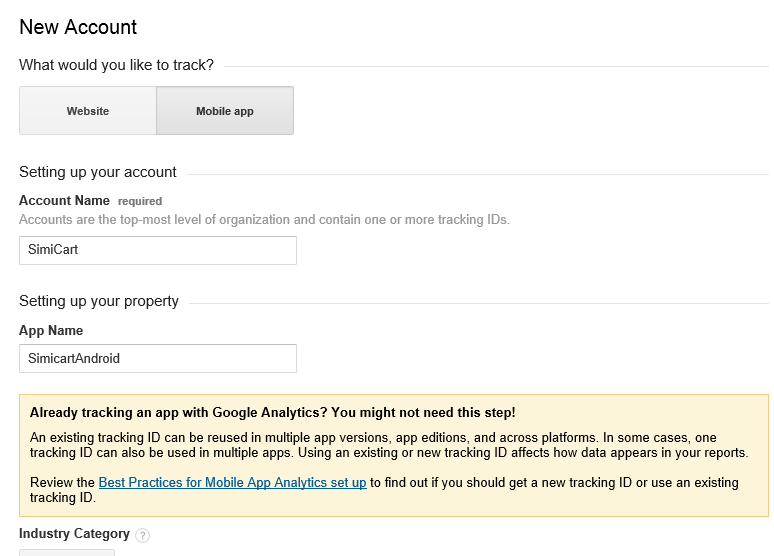 New Account
What would you like to track?
Website
Mobile app
Setting up your account
Account Name required
Accounts are the top-most level of organization and contain one or more tracking IDs.
SimiCart
Setting up your property
App Name
SimicartAndroid
Already tracking an app with Google Analytics? You might not need this step!
An existing tracking ID can be reused in multiple app versions, app editions, and across platforms. In some cases, one
tracking ID can also be used in multiple apps. Using an existing or new tracking ID affects how data appears in your reports.
Review the Best Practices for Mobile App Analytics set up to find out if you should get a new tracking ID or use an existing
tracking ID.
Industry Category ?